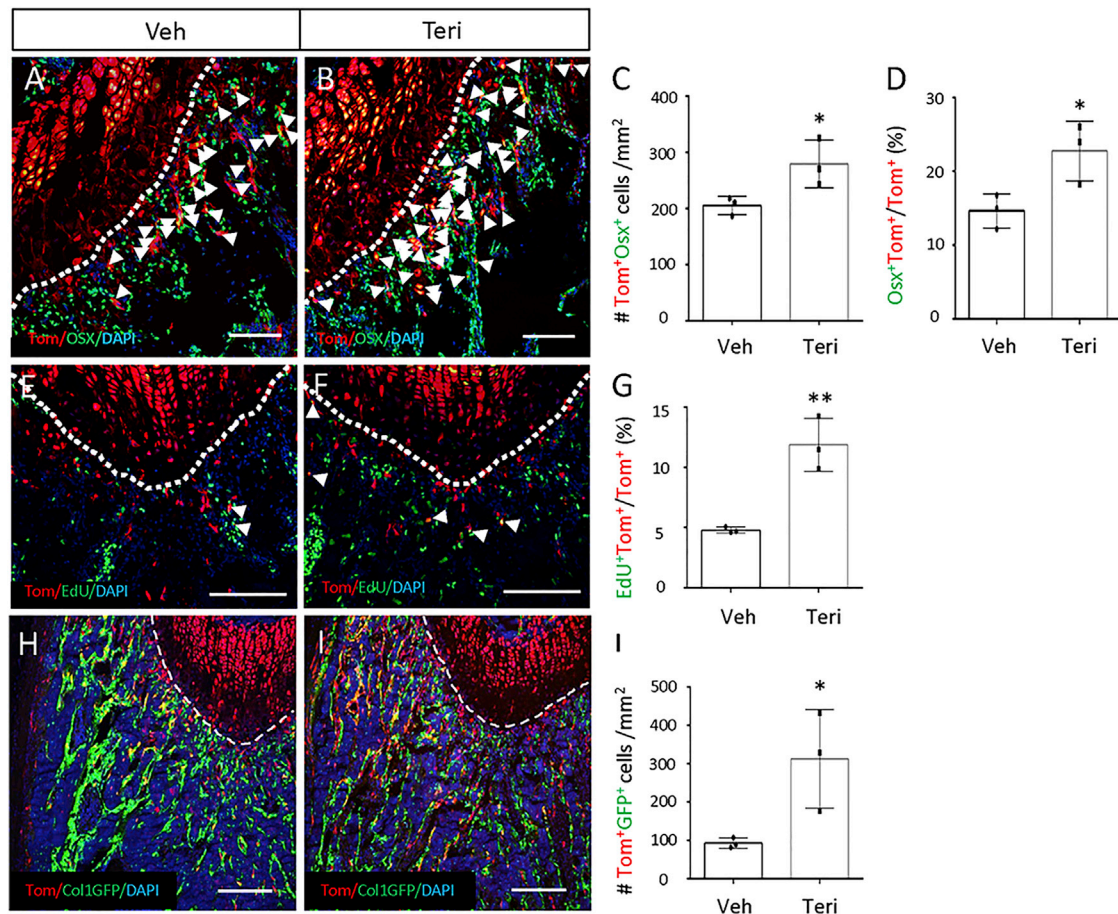 Veh Teri
A
Tom/OSX/DAPI
B
Tom/OSX/DAPI
C
# Tom⁺Osx⁺ cells /mm²
400
300
200
100
0
Veh Teri
*
D
Osx⁺Tom⁺/Tom⁺ (%)
30
20
10
0
Veh Teri
*
E
Tom/EdU/DAPI
F
Tom/EdU/DAPI
G
EdU⁺Tom⁺/Tom⁺ (%)
15
10
5
0
Veh Teri
**
H
Tom/Col1GFP/DAPI
I
Tom/Col1GFP/DAPI
I
# Tom⁺GFP⁺ cells /mm²
500
400
300
200
100
0
Veh Teri
*